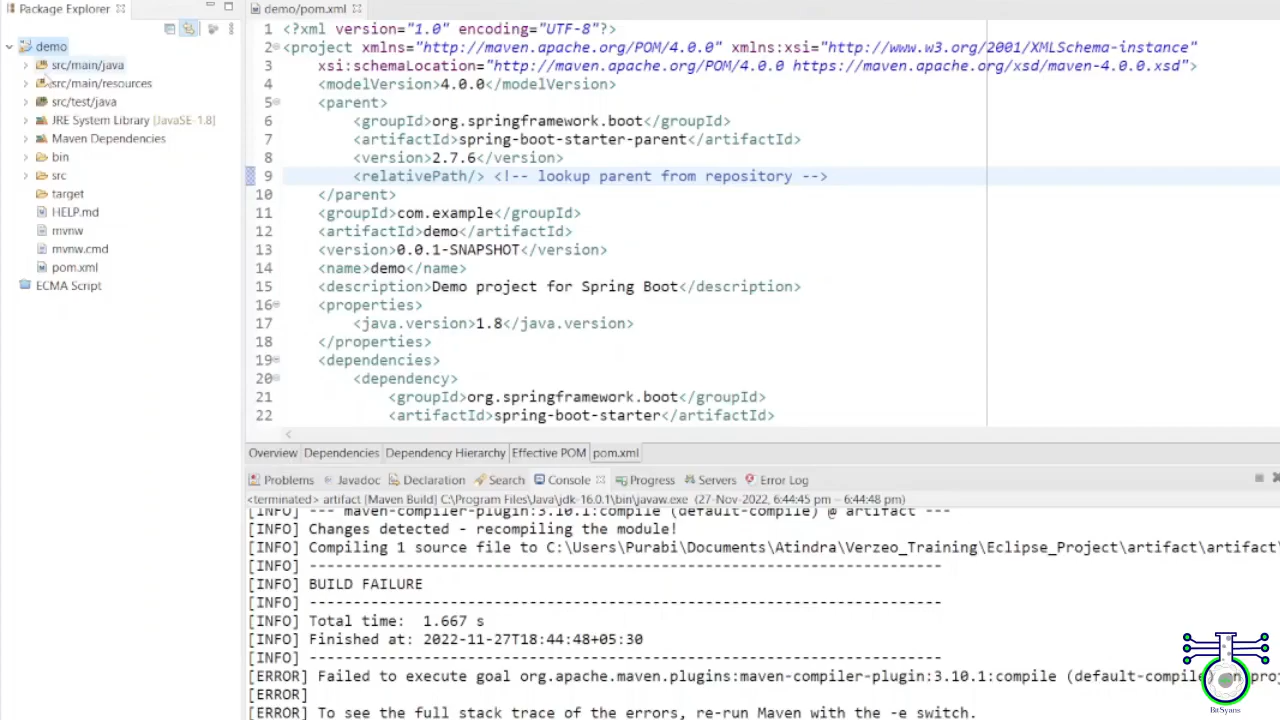 Package Explorer
demo
src/main/java
src/main/resources
src/test/java
JRE System Library [JavaSE-1.8]
Maven Dependencies
bin
src
target
HELP.md
mvnw
mvnw.cmd
pom.xml
ECMA Script
demo/pom.xml
1 <?xml version="1.0" encoding="UTF-8"?>
2 <project xmlns="http://maven.apache.org/POM/4.0.0" xmlns:xsi="http://www.w3.org/2001/XMLSchema-instance"
3 xsi:schemaLocation="http://maven.apache.org/POM/4.0.0 https://maven.apache.org/xsd/maven-4.0.0.xsd">
4 <modelVersion>4.0.0</modelVersion>
5 <parent>
6 <groupId>org.springframework.boot</groupId>
7 <artifactId>spring-boot-starter-parent</artifactId>
8 <version>2.7.6</version>
9 <relativePath/> <!-- lookup parent from repository -->
10 </parent>
11 <groupId>com.example</groupId>
12 <artifactId>demo</artifactId>
13 <version>0.0.1-SNAPSHOT</version>
14 <name>demo</name>
15 <description>Demo project for Spring Boot</description>
16 <properties>
17 <java.version>1.8</java.version>
18 </properties>
19 <dependencies>
20 <dependency>
21 <groupId>org.springframework.boot</groupId>
22 <artifactId>spring-boot-starter</artifactId>
Overview Dependencies Dependency Hierarchy Effective POM pom.xml
Problems Javadoc Declaration Search Console Progress Servers Error Log
<terminated> artifact [Maven Build] C:\Program Files\Java\jdk-16.0.1\bin\javaw.exe (27-Nov-2022, 6:44:45 pm – 6:44:48 pm)
[INFO] --- maven-compiler-plugin:3.10.1:compile (default-compile) @ artifact ---
[INFO] Changes detected - recompiling the module!
[INFO] Compiling 1 source file to C:\Users\Purabi\Documents\Atindra\Verzeo_Training\Eclipse_Project\artifact\artifact\
[INFO] ------------------------------------------------------------------------
[INFO] BUILD FAILURE
[INFO] ------------------------------------------------------------------------
[INFO] Total time:  1.667 s
[INFO] Finished at: 2022-11-27T18:44:48+05:30
[INFO] ------------------------------------------------------------------------
[ERROR] Failed to execute goal org.apache.maven.plugins:maven-compiler-plugin:3.10.1:compile (default-compile) on proj
[ERROR]
[ERROR] To see the full stack trace of the errors, re-run Maven with the -e switch.
BitSyans